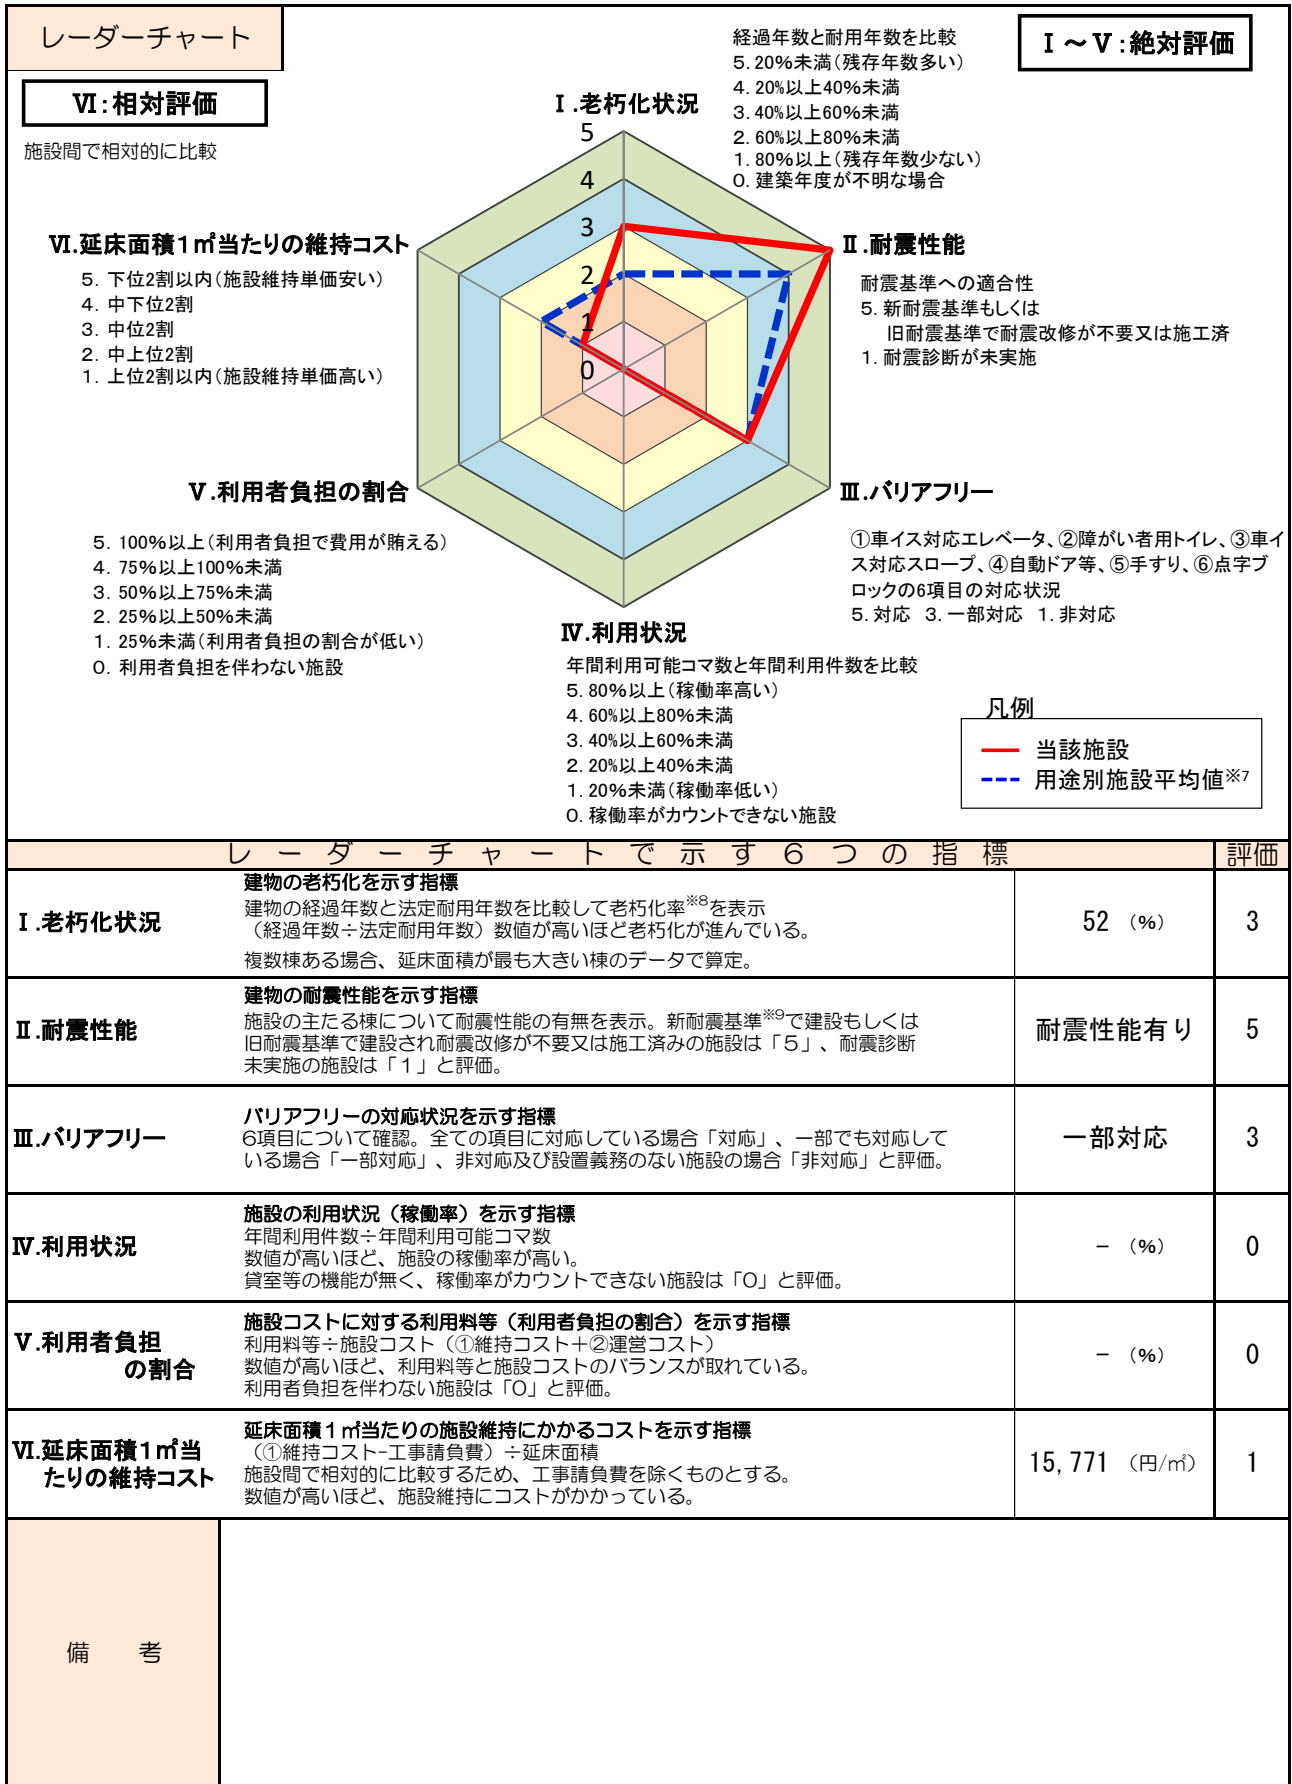 レーダーチャート
Ⅰ～Ⅴ:絶対評価
Ⅵ:相対評価
施設間で相対的に比較
Ⅰ.老朽化状況
経過年数と耐用年数を比較
5.20%未満(残存年数多い)
4.20%以上40%未満
3.40%以上60%未満
2.60%以上80%未満
1.80%以上(残存年数少ない)
0.建築年度が不明な場合
5
4
3
2
1
0
Ⅱ.耐震性能
耐震基準への適合性
5.新耐震基準もしくは
旧耐震基準で耐震改修が不要又は施工済
1.耐震診断が未実施
Ⅵ.延床面積1㎡当たりの維持コスト
5.下位2割以内(施設維持単価安い)
4.中下位2割
3.中位2割
2.中上位2割
1.上位2割以内(施設維持単価高い)
Ⅴ.利用者負担の割合
5.100%以上(利用者負担で費用が賄える)
4.75%以上100%未満
3.50%以上75%未満
2.25%以上50%未満
1.25%未満(利用者負担の割合が低い)
0.利用者負担を伴わない施設
Ⅲ.バリアフリー
①車イス対応エレベータ、②障がい者用トイレ、③車イ
ス対応スロープ、④自動ドア等、⑤手すり、⑥点字ブ
ロックの6項目の対応状況
5.対応 3.一部対応 1.非対応
Ⅳ.利用状況
年間利用可能コマ数と年間利用件数を比較
5.80%以上(稼働率高い)
4.60%以上80%未満
3.40%以上60%未満
2.20%以上40%未満
1.20%未満(稼働率低い)
0.稼働率がカウントできない施設
凡例
当該施設
用途別施設平均値※7
レーダーチャートで示す6つの指標 評価
Ⅰ.老朽化状況
建物の老朽化を示す指標
建物の経過年数と法定耐用年数を比較して老朽化率※8を表示
（経過年数÷法定耐用年数）数値が高いほど老朽化が進んでいる。
複数棟ある場合、延床面積が最も大きい棟のデータで算定。
52 (%) 3
Ⅱ.耐震性能
建物の耐震性能を示す指標
施設の主たる棟について耐震性能の有無を表示。新耐震基準※9で建設もしくは
旧耐震基準で建設され耐震改修が不要又は施工済みの施設は「5」、耐震診断
未実施の施設は「1」と評価。
耐震性能有り 5
Ⅲ.バリアフリー
バリアフリーの対応状況を示す指標
6項目について確認。全ての項目に対応している場合「対応」、一部でも対応して
いる場合「一部対応」、非対応及び設置義務のない施設の場合「非対応」と評価。
一部対応 3
Ⅳ.利用状況
施設の利用状況（稼働率）を示す指標
年間利用件数÷年間利用可能コマ数
数値が高いほど、施設の稼働率が高い。
貸室等の機能が無く、稼働率がカウントできない施設は「0」と評価。
- (%) 0
Ⅴ.利用者負担
の割合
施設コストに対する利用料等（利用者負担の割合）を示す指標
利用料等÷施設コスト（①維持コスト+②運営コスト）
数値が高いほど、利用料等と施設コストのバランスが取れている。
利用者負担を伴わない施設は「0」と評価。
- (%) 0
Ⅵ.延床面積1㎡当
たりの維持コスト
延床面積1㎡当たりの施設維持にかかるコストを示す指標
（①維持コスト-工事請負費）÷延床面積
施設間で相対的に比較するため、工事請負費を除くものとする。
数値が高いほど、施設維持にコストがかかっている。
15,771 (円/㎡) 1
備考